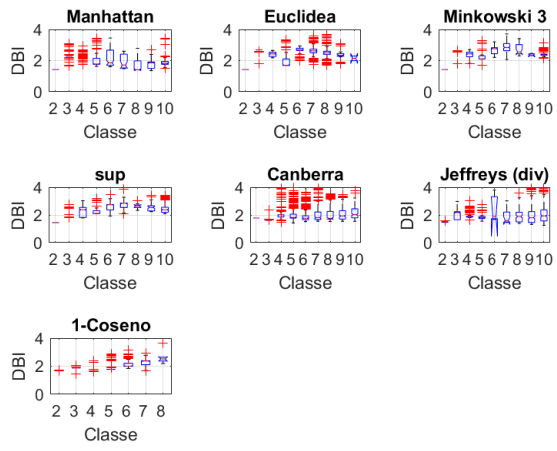 Manhattan
Euclidea
Minkowski 3
DBI
4
2
0
2 3 4 5 6 7 8 9 10
Classe
DBI
4
2
0
2 3 4 5 6 7 8 9 10
Classe
DBI
4
2
0
2 3 4 5 6 7 8 9 10
Classe
sup
Canberra
Jeffreys (div)
DBI
4
2
0
2 3 4 5 6 7 8 9 10
Classe
DBI
4
2
0
2 3 4 5 6 7 8 9 10
Classe
DBI
4
2
0
2 3 4 5 6 7 8 9 10
Classe
1-Coseno
DBI
4
2
0
2 3 4 5 6 7 8
Classe